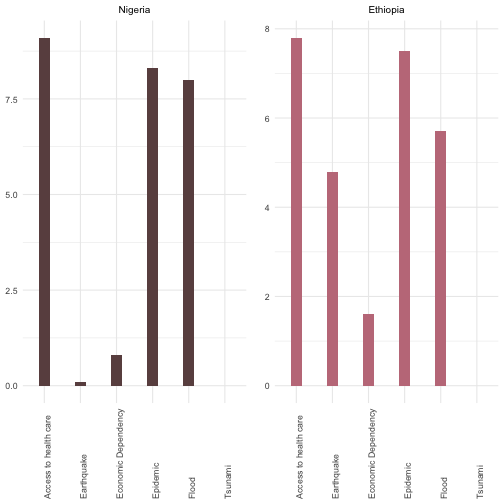 Nigeria
7.5
5.0
2.5
0.0
Access to health care
Earthquake
Economic Dependency
Epidemic
Flood
Tsunami
Ethiopia
8
6
4
2
0
Access to health care
Earthquake
Economic Dependency
Epidemic
Flood
Tsunami